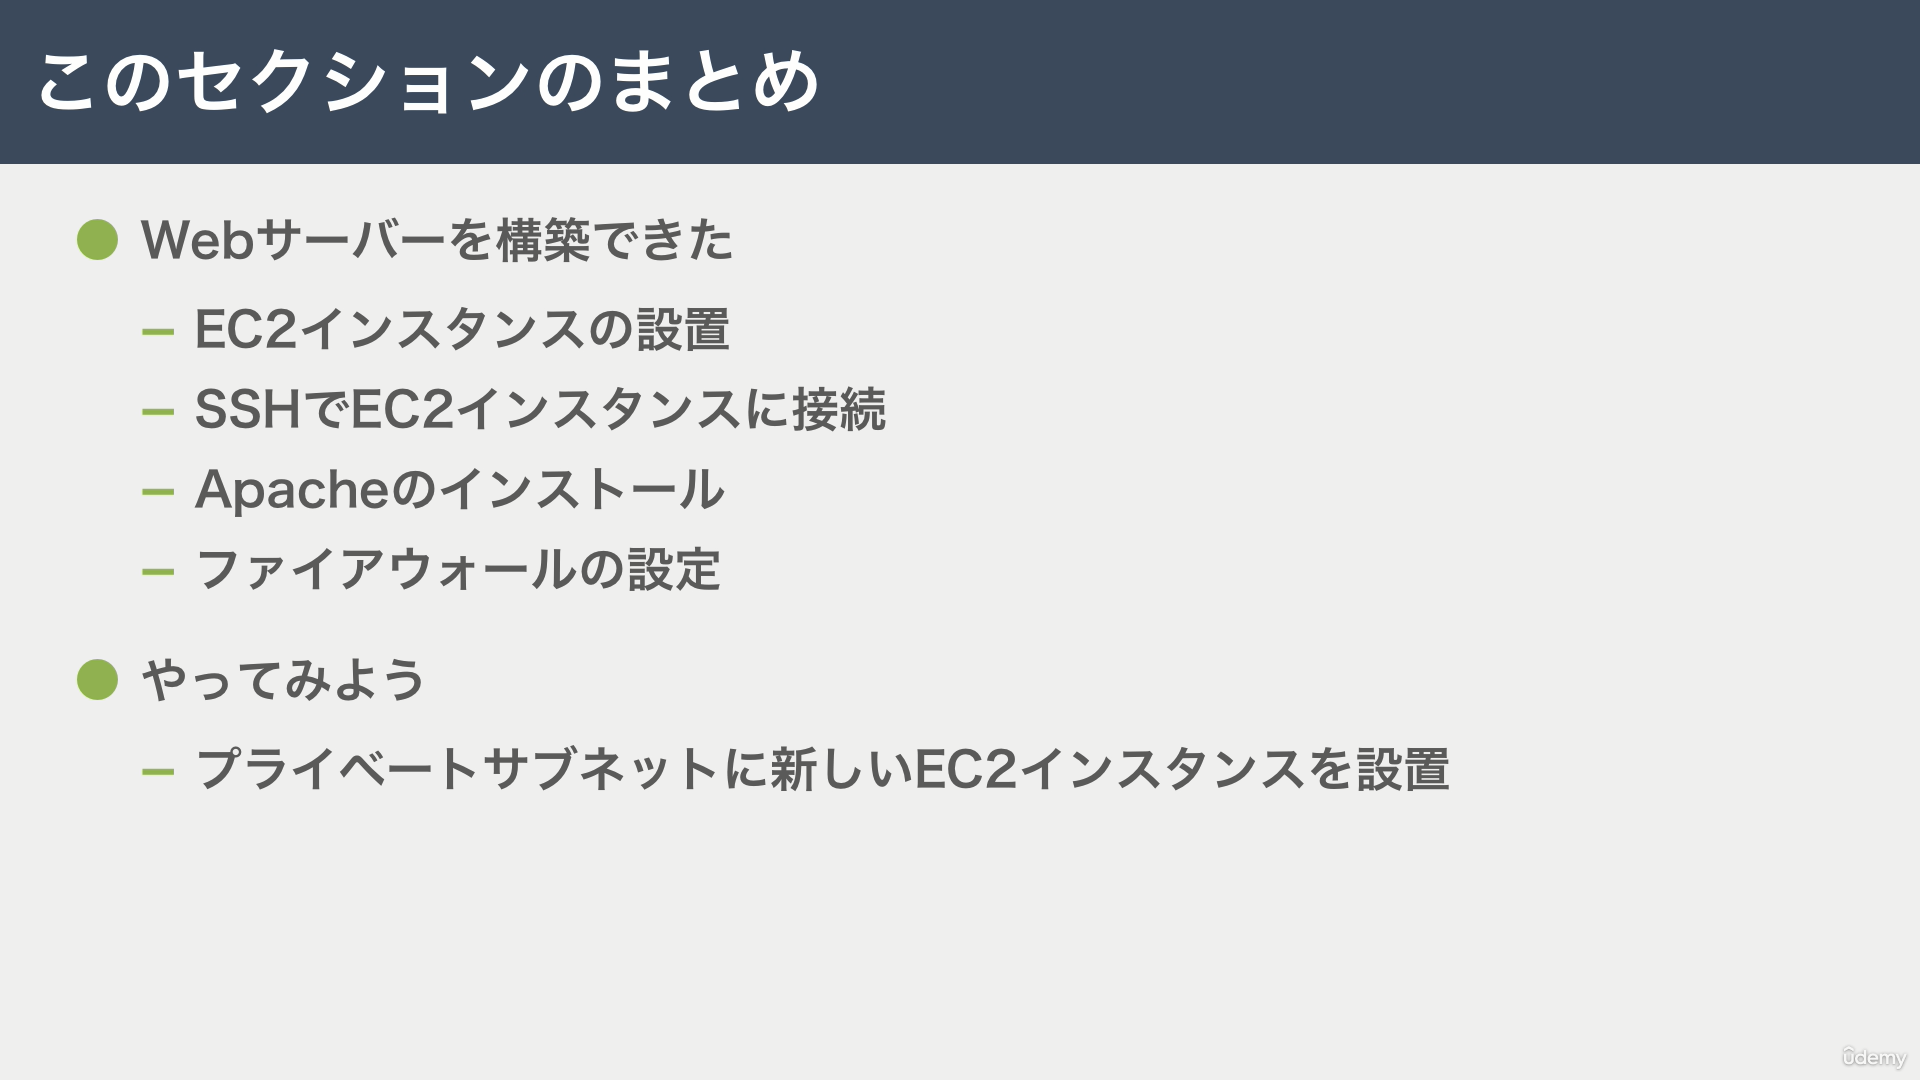 このセクションのまとめ
Webサーバーを構築できた
– EC2インスタンスの設置
– SSHでEC2インスタンスに接続
– Apacheのインストール
– ファイアウォールの設定
やってみよう
– プライベートサブネットに新しいEC2インスタンスを設置
ûdemy